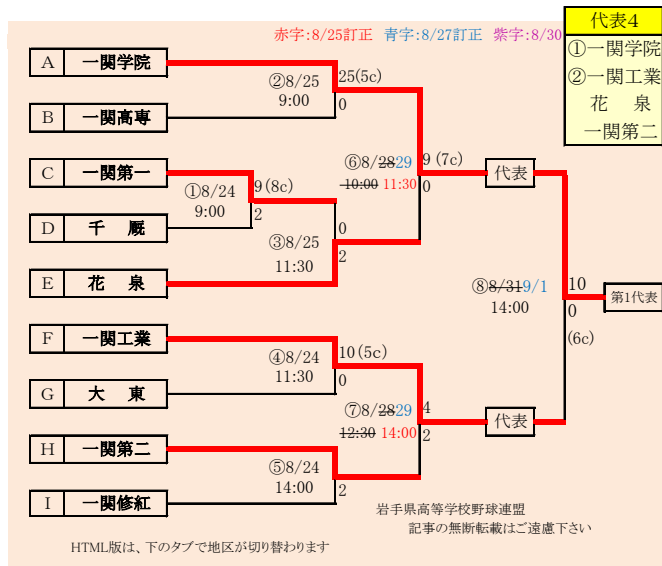 赤字:8/25訂正 青字:8/27訂正 紫字:8/30
代表4
①一関学院
②一関工業
花 泉
一関第二
A 一関学院
②8/25
9:00
25(5c)
0
B 一関高専
C 一関第一
①8/24
9:00
9(8c)
2
D 千 厩
③8/25
11:30
0
2
E 花 泉
⑥8/2829
10:00 11:30
9(7c)
0
代表
F 一関工業
④8/24
11:30
10(5c)
0
G 大 東
⑦8/2829
12:30 14:00
4
2
代表
H 一関第二
⑤8/24
14:00
2
I 一関修紅
⑧8/319/1
14:00
10
0
(6c)
第1代表
岩手県高等学校野球連盟
記事の無断転載はご遠慮下さい
HTML版は、下のタブで地区が切り替わります